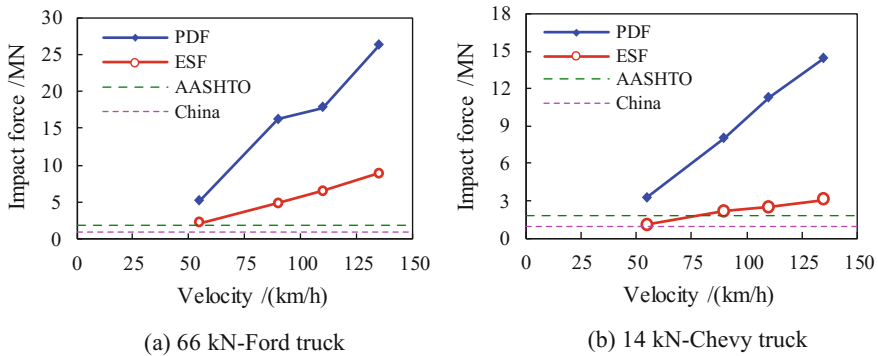 30
25
20
15
10
5
0
Impact force /MN
PDF
ESF
AASHTO
China
0 25 50 75 100 125 150
Velocity /(km/h)
(a) 66 kN-Ford truck
18
15
12
9
6
3
0
Impact force /MN
PDF
ESF
AASHTO
China
0 25 50 75 100 125 150
Velocity /(km/h)
(b) 14 kN-Chevy truck